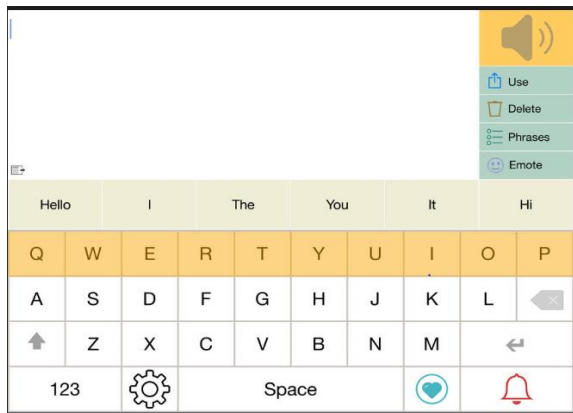 Use
Delete
Phrases
Emote
Hello I The You It Hi
Q W E R T Y U I O P
A S D F G H J K L
Z X C V B N M
123 Space